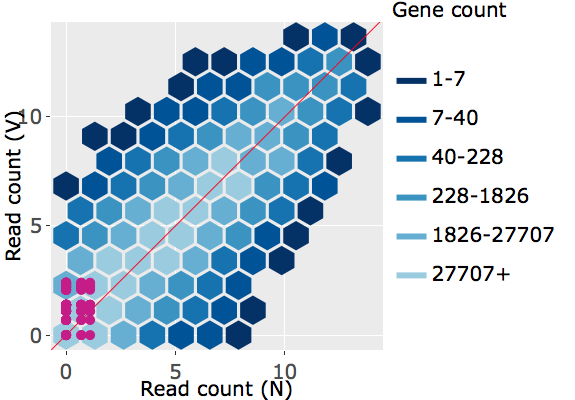 Gene count
1-7
7-40
40-228
228-1826
1826-27707
27707+
Read count (V)
10
5
0
0 5 10
Read count (N)